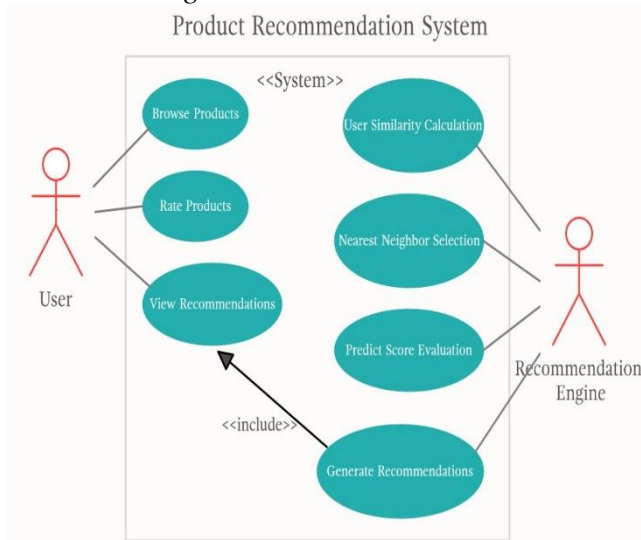 Product Recommendation System
<<System>>
Browse Products
User Similarity Calculation
Rate Products
Nearest Neighbor Selection
User
View Recommendations
Predict Score Evaluation
Recommendation
Engine
<<include>>
Generate Recommendations